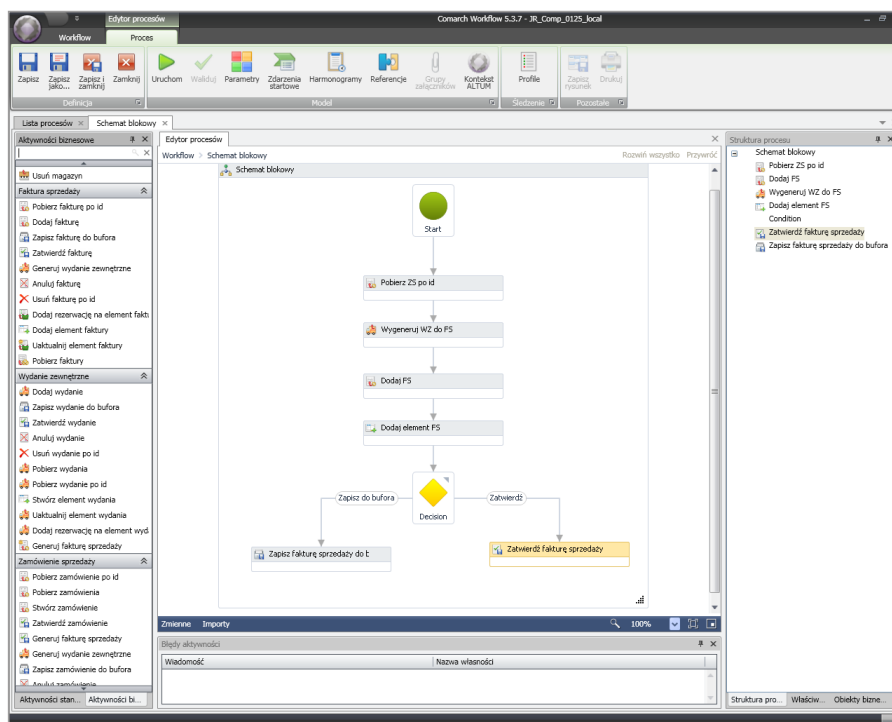 Edytor procesów
Comarch Workflow 5.3.7 - JR_Comp_0125_local
Workflow
Proces
Zapisz
Zapisz jako...
Zapisz i zamknij
Zamknij
Uruchom
Waliduj
Parametry
Zdarzenia startowe
Harmonogramy
Referencje
Grupy załączników
Kontekst ALTUM
Profile
Zapisz rysunek
Drukuj
Definicja
Model
Śledzenie
Pozostałe
Lista procesów
Schemat blokowy
Aktywności biznesowe
Usuń magazyn
Faktura sprzedaży
Pobierz fakturę po id
Dodaj fakturę
Zapisz fakturę do bufora
Zatwierdź fakturę
Generuj wydanie zewnętrzne
Anuluj fakturę
Usuń fakturę po id
Dodaj rezerwację na element faktu
Dodaj element faktury
Uaktualnij element faktury
Pobierz faktury
Wydanie zewnętrzne
Dodaj wydanie
Zapisz wydanie do bufora
Zatwierdź wydanie
Anuluj wydanie
Usuń wydanie po id
Pobierz wydania
Pobierz wydanie po id
Stwórz element wydania
Uaktualnij element wydania
Dodaj rezerwację na element wyd
Generuj fakturę sprzedaży
Zamówienie sprzedaży
Pobierz zamówienie po id
Pobierz zamówienia
Stwórz zamówienie
Zatwierdź zamówienie
Generuj fakturę sprzedaży
Generuj wydanie zewnętrzne
Zapisz zamówienie do bufora
Anuluj zamówienie
Aktywności stan...
Aktywności bi...
Edytor procesów
Workflow > Schemat blokowy
Rozwiń wszystko
Przywróć
Schemat blokowy
Start
Pobierz ZS po id
Wygeneruj WZ do FS
Dodaj FS
Dodaj element FS
Zapisz do bufora
Zatwierdź
Decision
Zapisz fakturę sprzedaży do b
Zatwierdź fakturę sprzedaży
Zmienne
Importy
100%
Błędy aktywności
Wiadomość
Nazwa własności
Struktura procesu
Schemat blokowy
Pobierz ZS po id
Dodaj FS
Wygeneruj WZ do FS
Dodaj element FS
Condition
Zatwierdź fakturę sprzedaży
Zapisz fakturę sprzedaży do bufora
Struktura pro...
Właściw...
Obiekty bizne...